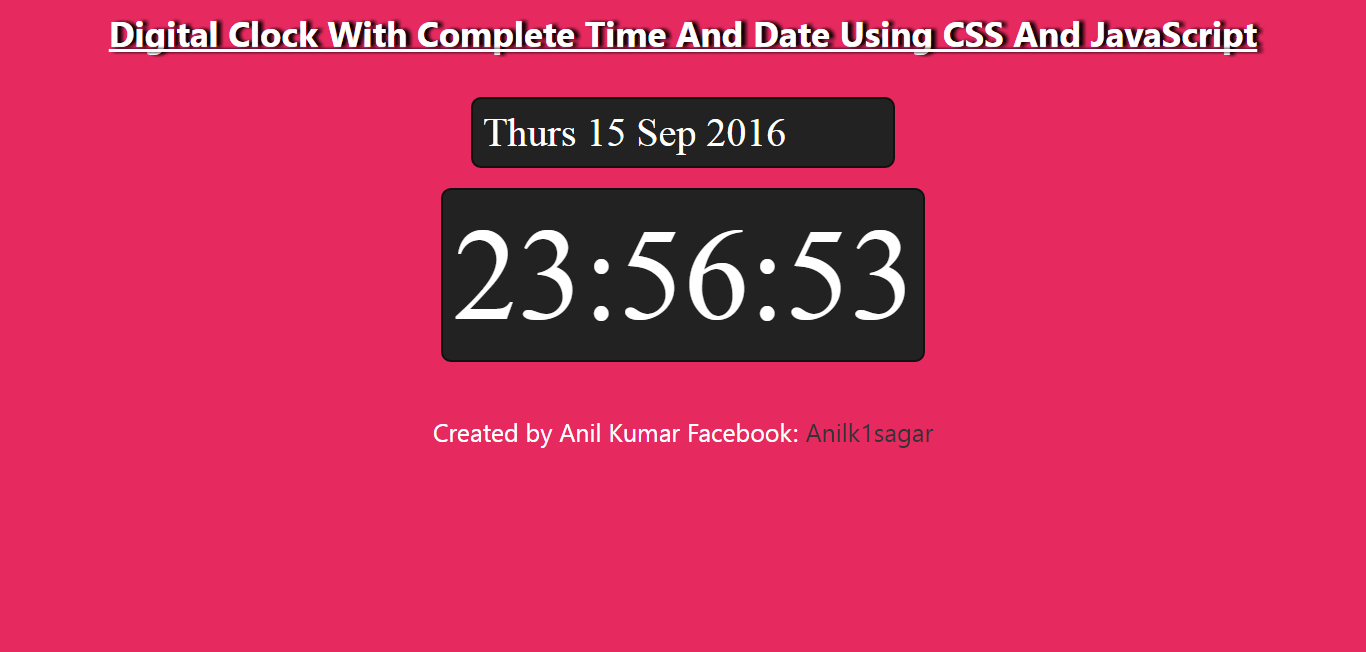 Digital Clock With Complete Time And Date Using CSS And JavaScript
Thurs 15 Sep 2016
23:56:53
Created by Anil Kumar Facebook: Anilk1sagar